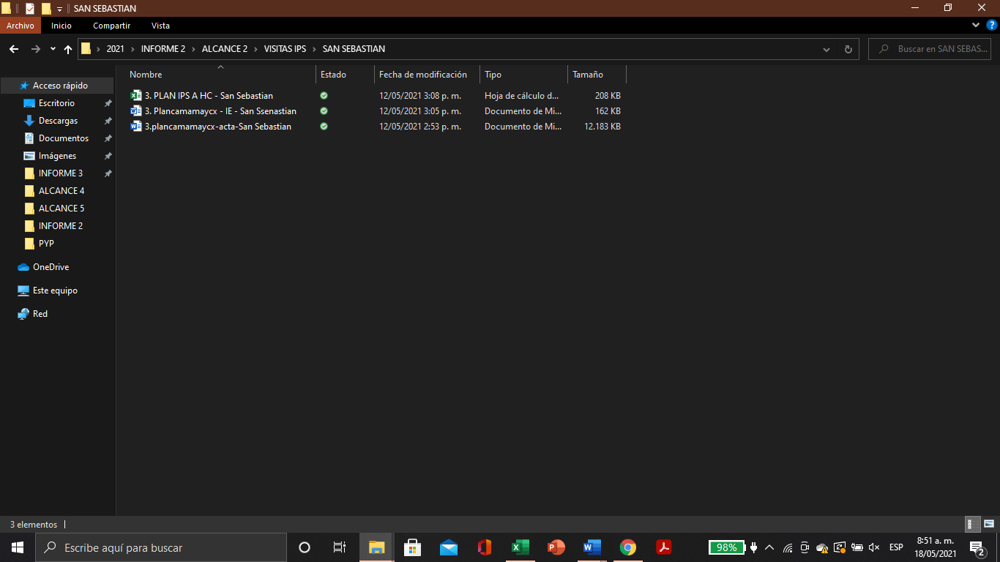 SAN SEBASTIAN
Archivo Inicio Compartir Vista
2021 INFORME 2 ALCANCE 2 VISITAS IPS SAN SEBASTIAN Buscar en SAN SEBAS...
Nombre Estado Fecha de modificación Tipo Tamaño
3. PLAN IPS A HC - San Sebastian 12/05/2021 3:08 p. m. Hoja de cálculo d... 208 KB
3. Plancamamaycx - IE - San Ssenastian 12/05/2021 3:05 p. m. Documento de Mi... 162 KB
3.plancamamaycx-acta-San Sebastian 12/05/2021 2:53 p. m. Documento de Mi... 12.183 KB
Acceso rápido
Escritorio
Descargas
Documentos
Imágenes
INFORME 3
ALCANCE 4
ALCANCE 5
INFORME 2
PYP
OneDrive
Este equipo
Red
3 elementos
Escribe aquí para buscar 98% ESP 8:51 a. m.
18/05/2021 2